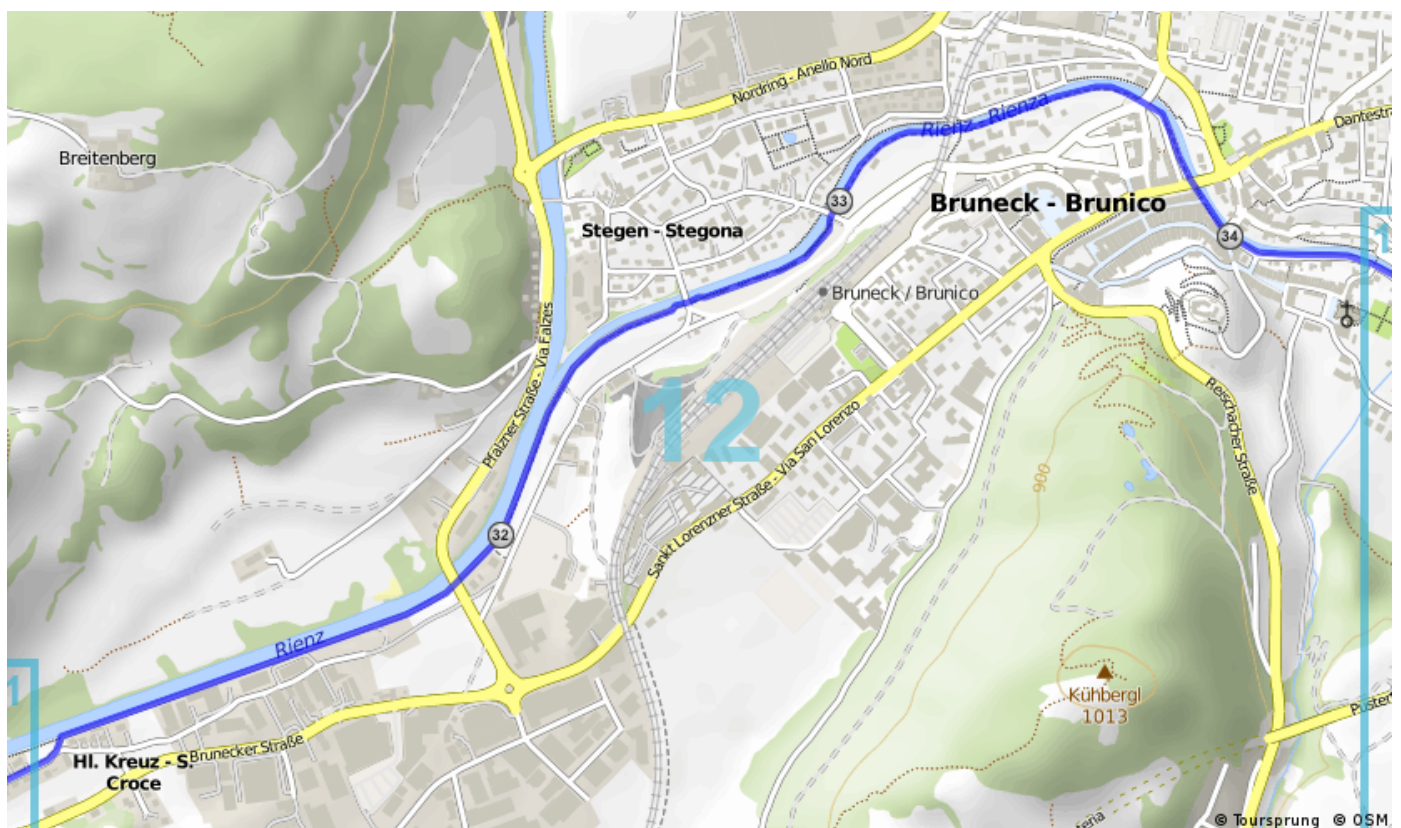 Nordring - Anello Nord
Rienz - Rienza
Dantestra
Breitenberg
33
Bruneck - Brunico
Stegen - Stegona
34
1
Bruneck / Brunico
Pfalzner Straße - Via Falzes
12
Reischacher Straße
Sankt Lorenzner Straße - Via San Lorenzo
900
32
Rienz
1
Kühbergl
1013
Puster
Brunecker Straße
Hl. Kreuz - S.
Croce
ena
© Toursprung © OSM